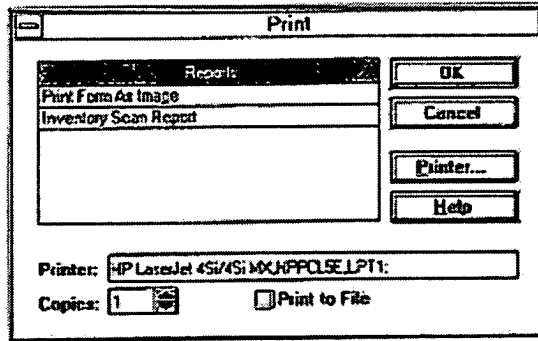 Print
Reports
Print Form As Image
Inventory Scan Report
OK
Cancel
Printer...
Help
Printer: HP LaserJet 4Si/4Si MX,HPPCL5E,LPT1:
Copies: 1
Print to File